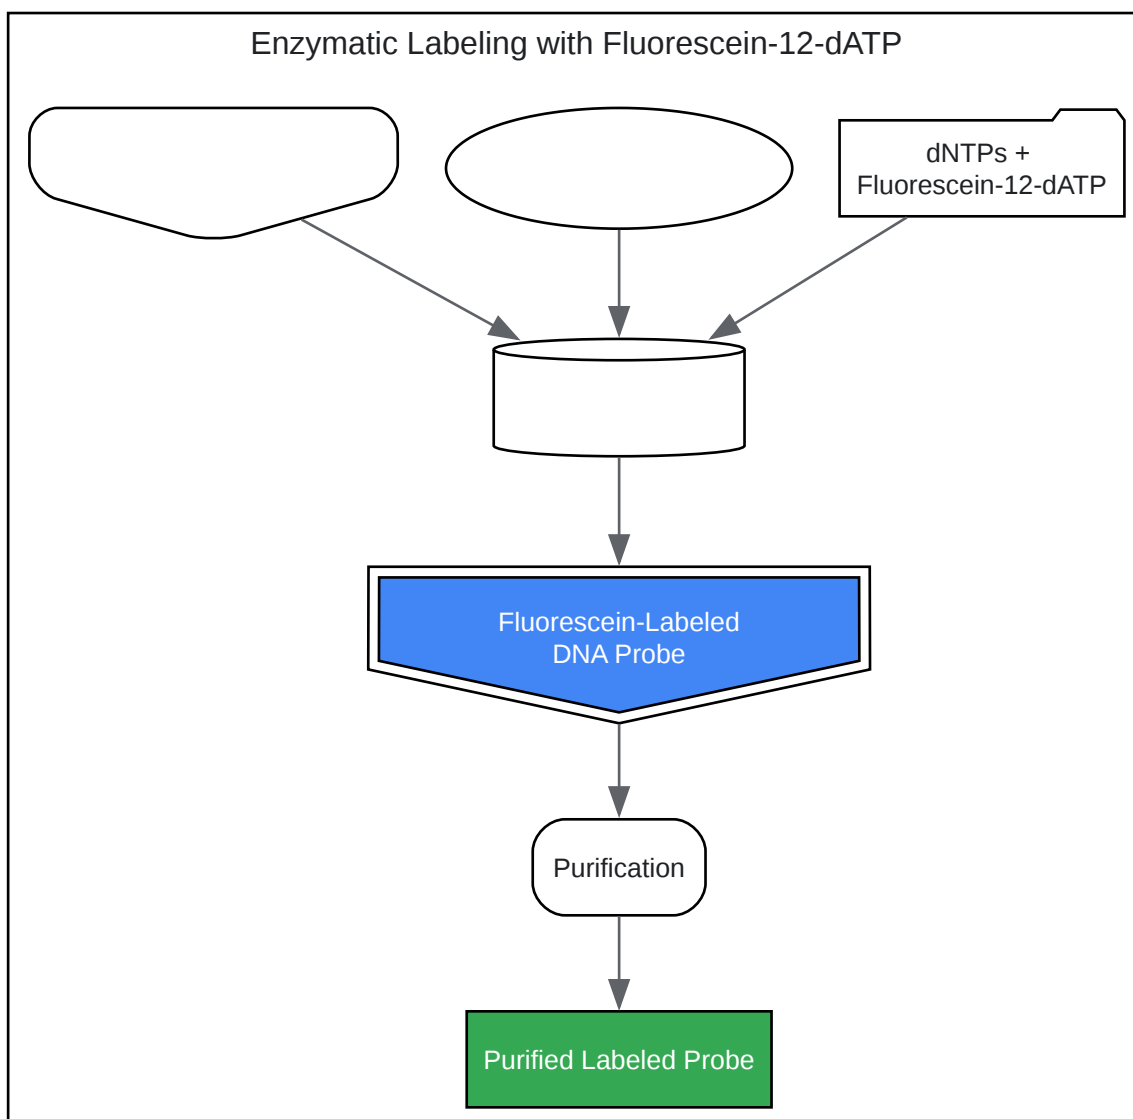 Enzymatic Labeling with Fluorescein-12-dATP
dNTPs +
Fluorescein-12-dATP
Fluorescein-Labeled
DNA Probe
Purification
Purified Labeled Probe